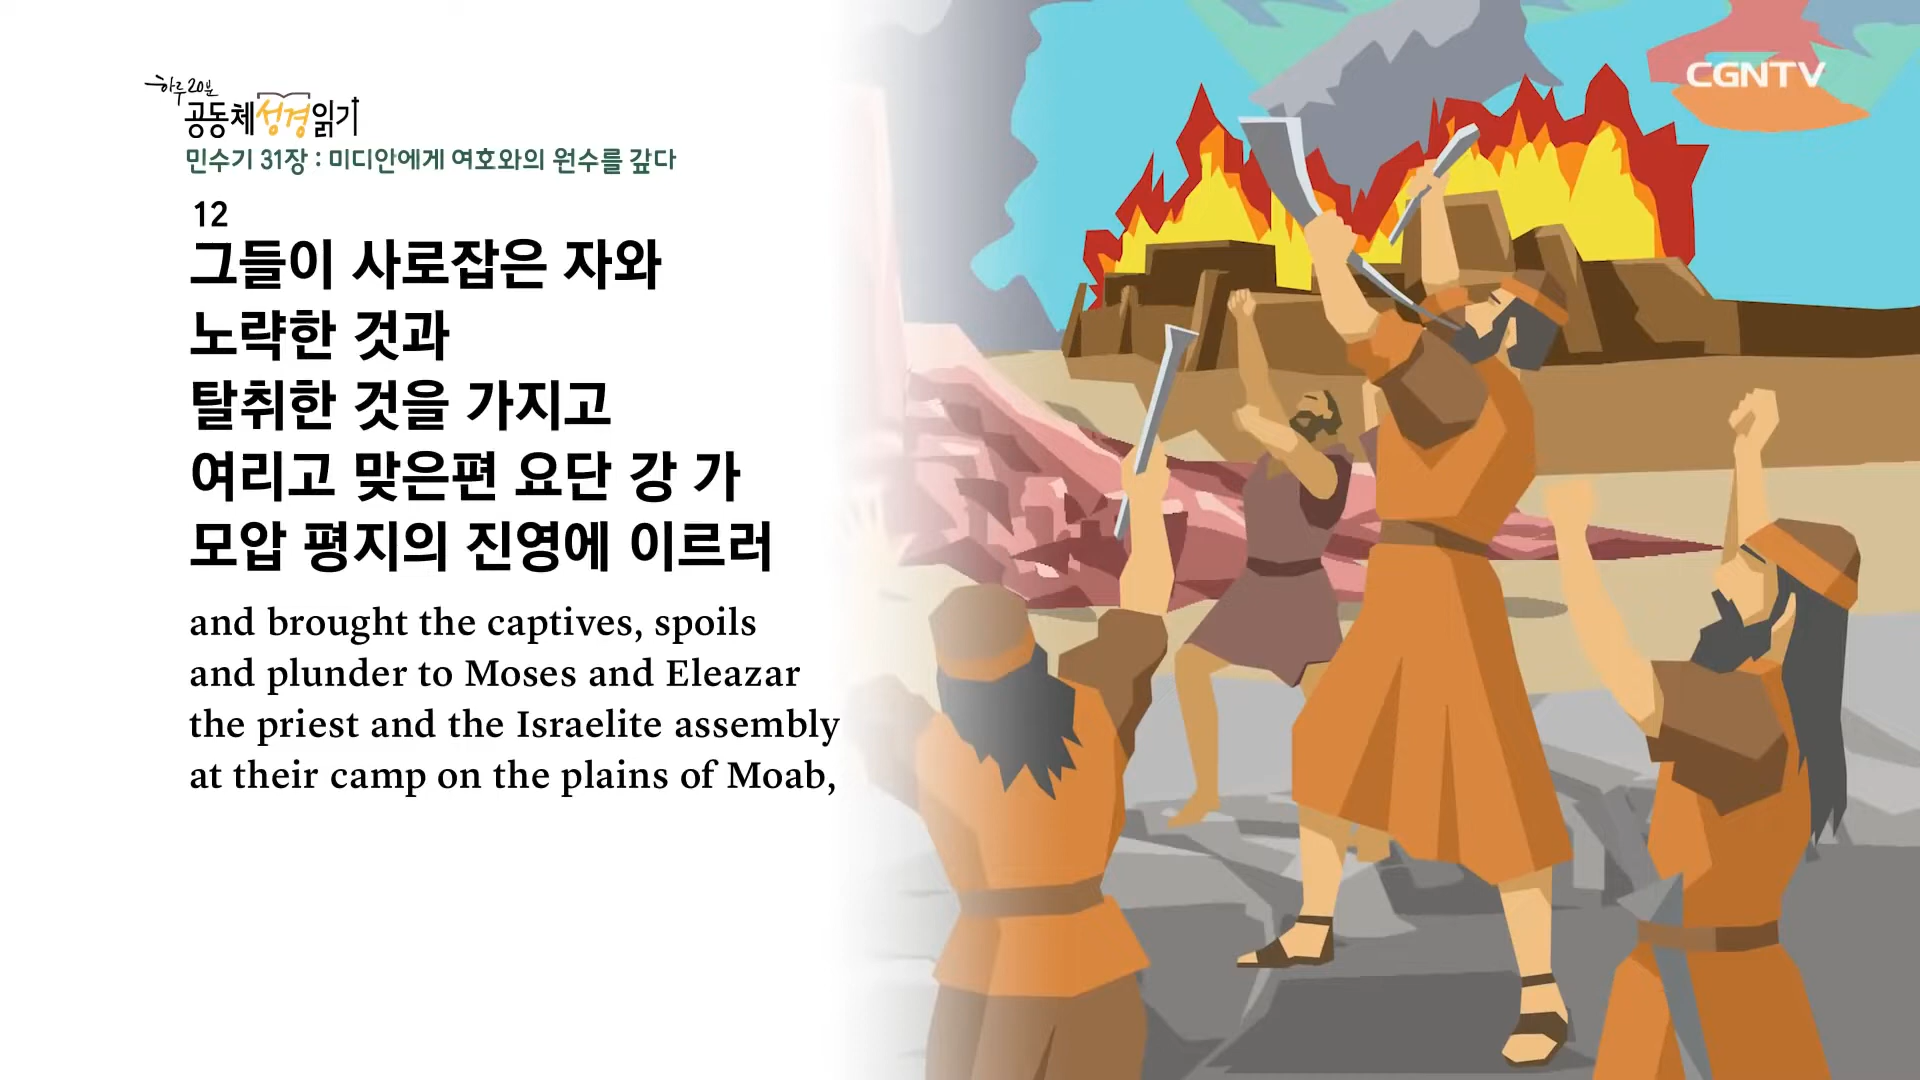 하루 20분
공동체성경읽기
CGNTV
민수기 31장 : 미디안에게 여호와의 원수를 갚다
12
그들이 사로잡은 자와
노략한 것과
탈취한 것을 가지고
여리고 맞은편 요단 강 가
모압 평지의 진영에 이르러
and brought the captives, spoils
and plunder to Moses and Eleazar
the priest and the Israelite assembly
at their camp on the plains of Moab,